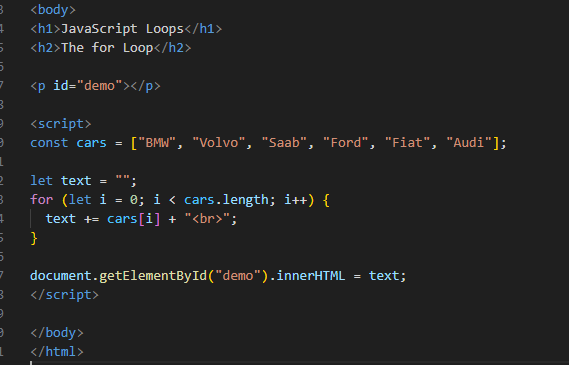 <body>
<h1>JavaScript Loops</h1>
<h2>The for Loop</h2>
<p id="demo"></p>
<script>
const cars = ["BMW", "Volvo", "Saab", "Ford", "Fiat", "Audi"];
let text = "";
for (let i = 0; i < cars.length; i++) {
  text += cars[i] + "<br>";
}
document.getElementById("demo").innerHTML = text;
</script>
</body>
</html>